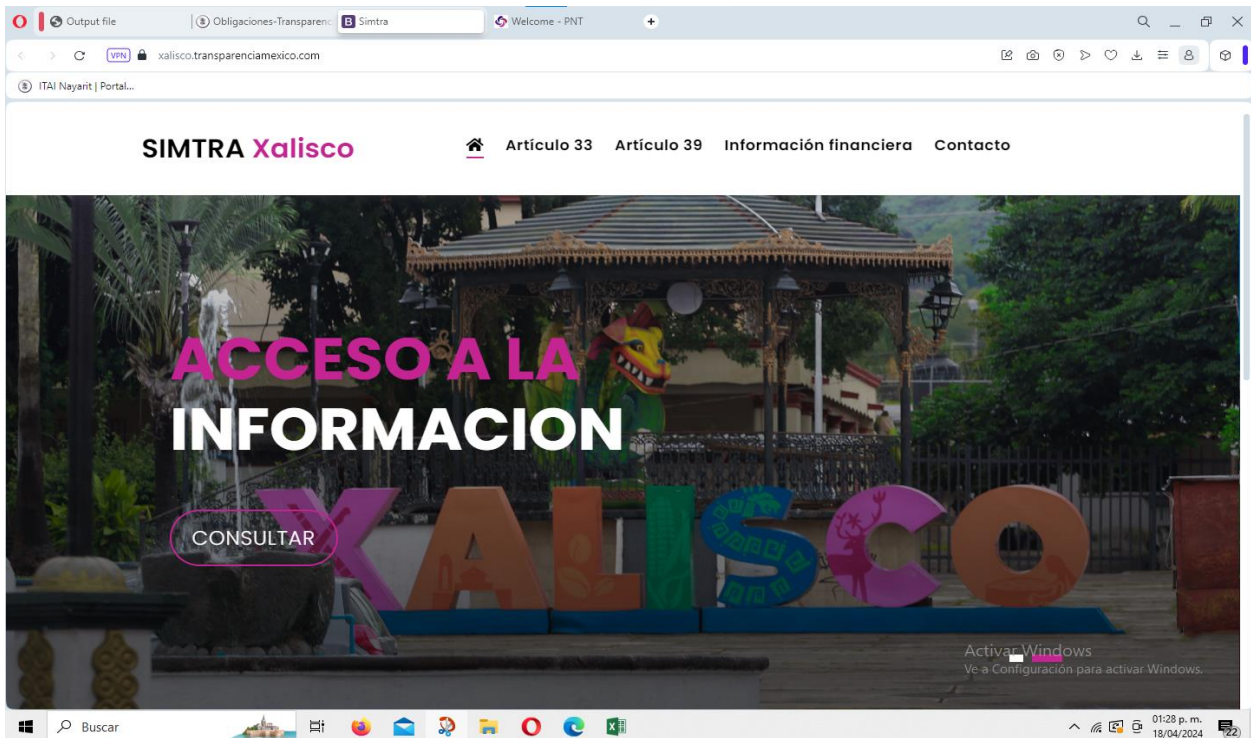 Output file
Obligaciones-Transparenc
Simtra
Welcome - PNT
VPN
xalisco.transparenciamexico.com
ITAI Nayarit | Portal...
SIMTRA Xalisco
Artículo 33
Artículo 39
Información financiera
Contacto
ACCESO A LA
INFORMACION
CONSULTAR
XALISCO
Activar Windows
Ve a Configuración para activar Windows.
Buscar
01:28 p. m.
18/04/2024
22